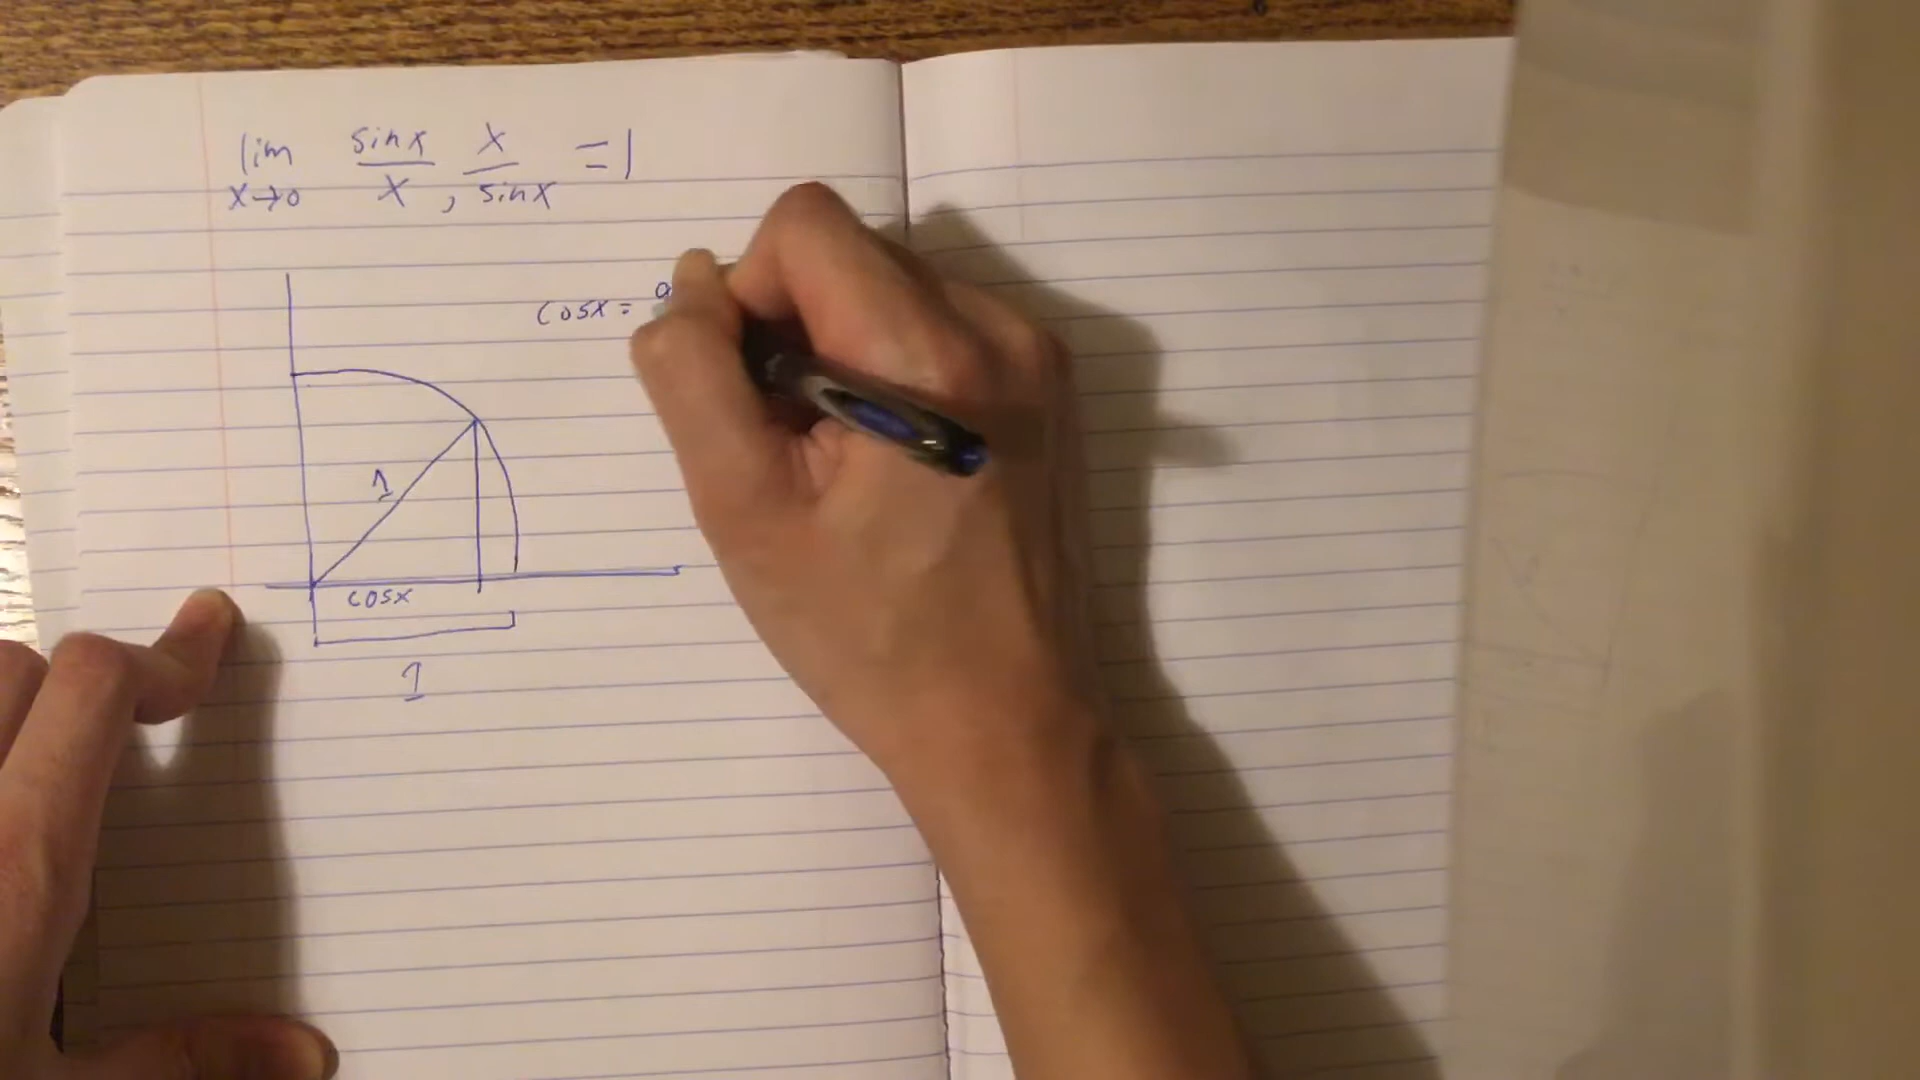 lim sinx/x , x/sinx = 1
x→0
cosx = a
1
cosx
1